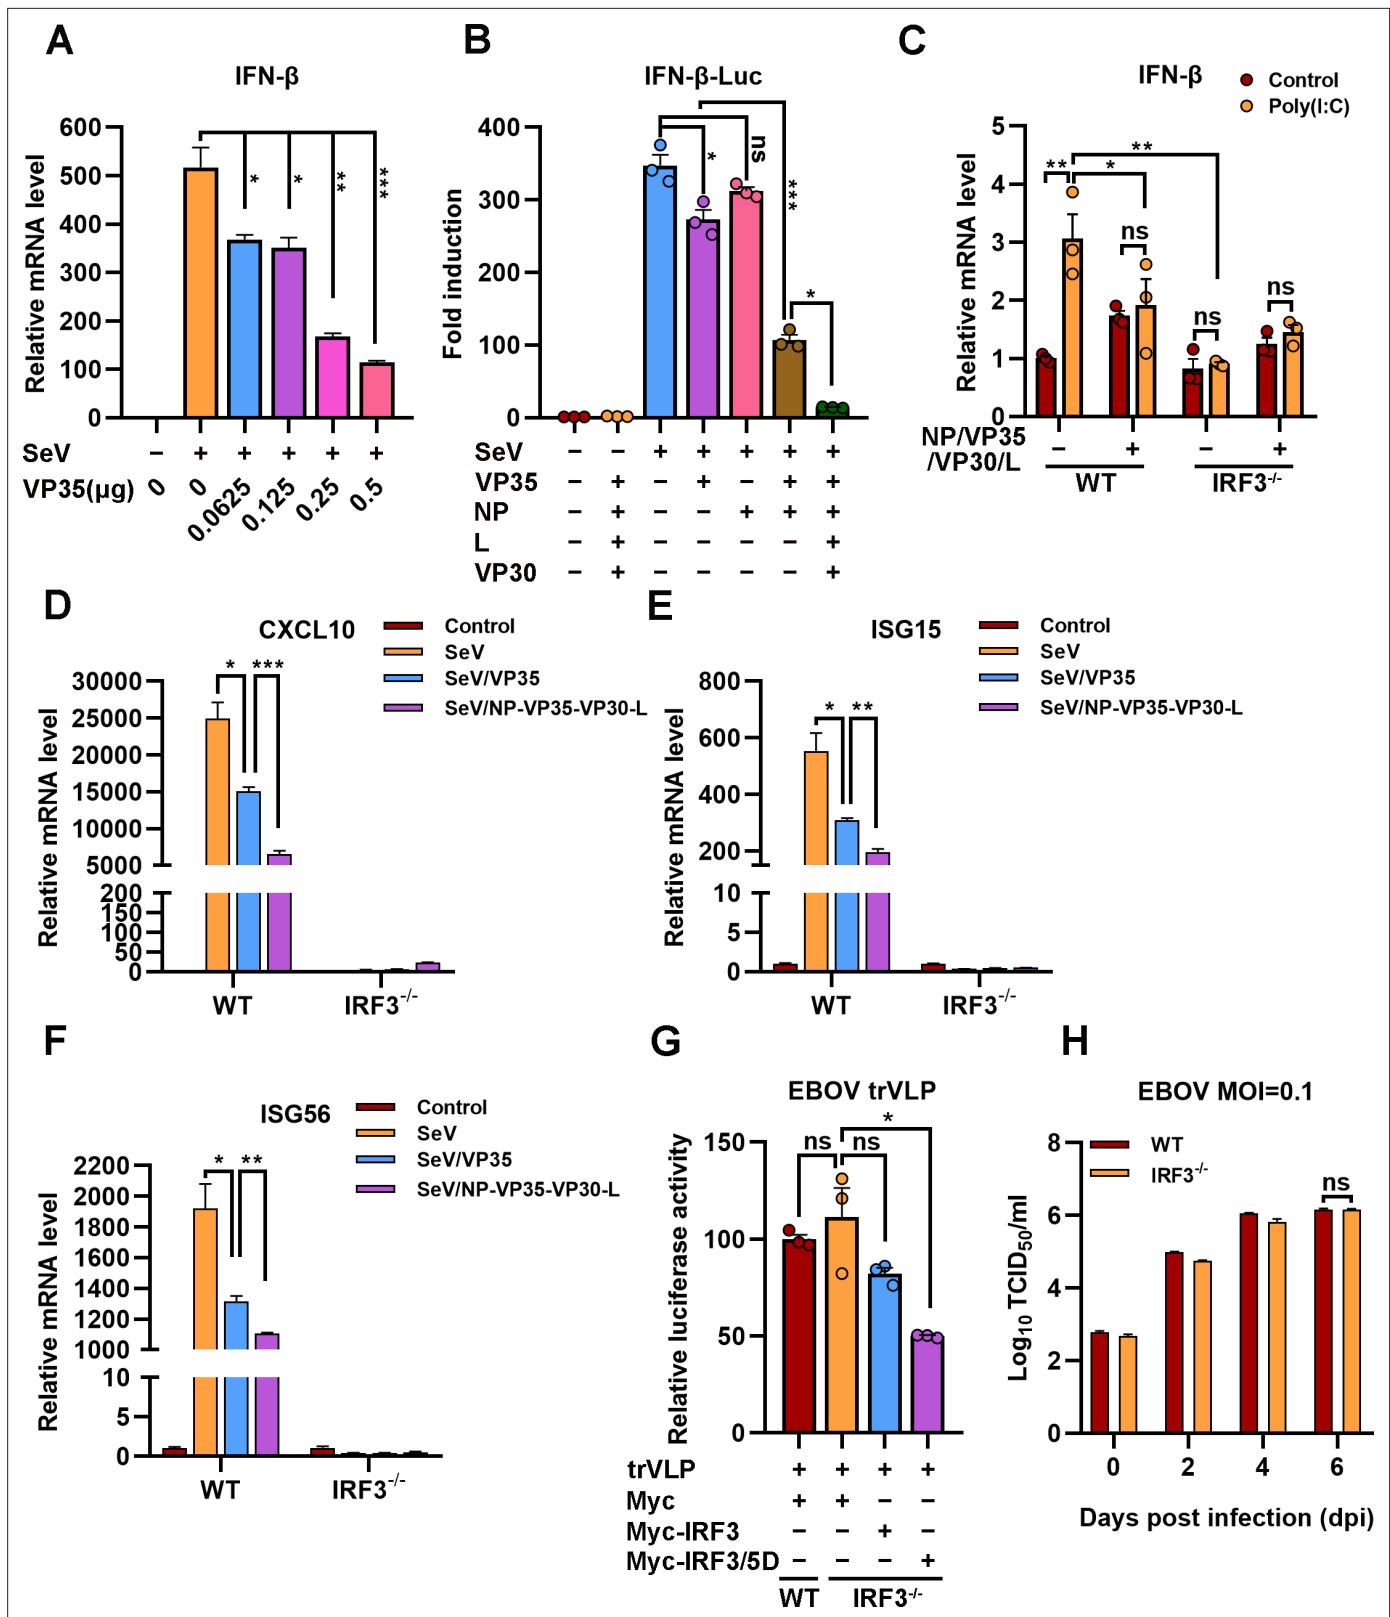 A
IFN-β
Relative mRNA level
600
500
400
300
200
100
0
*
*
**
***
SeV
− + + + + +
VP35(μg)
0 0 0.0625 0.125 0.25 0.5
B
IFN-β-Luc
Fold induction
400
300
200
100
0
*
ns
***
*
SeV − − + + + + +
VP35 − + − + − + +
NP − + − − + + +
L − + − − − − +
VP30 − + − − − − +
C
IFN-β
Control
Poly(I:C)
Relative mRNA level
5
4
3
2
1
0
**
**
*
ns
ns
ns
NP/VP35
/VP30/L
− + − +
WT IRF3-/-
D
CXCL10
Control
SeV
SeV/VP35
SeV/NP-VP35-VP30-L
Relative mRNA level
30000
25000
20000
15000
10000
5000
200
150
100
50
0
* ***
WT IRF3-/-
E
ISG15
Control
SeV
SeV/VP35
SeV/NP-VP35-VP30-L
Relative mRNA level
800
600
400
200
10
5
0
* **
WT IRF3-/-
F
ISG56
Control
SeV
SeV/VP35
SeV/NP-VP35-VP30-L
Relative mRNA level
2200
2000
1800
1600
1400
1200
1000
10
5
0
* **
WT IRF3-/-
G
EBOV trVLP
Relative luciferase activity
150
100
50
0
ns ns
*
trVLP + + + +
Myc + + − −
Myc-IRF3 − − + −
Myc-IRF3/5D − − − +
WT IRF3-/-
H
EBOV MOI=0.1
WT
IRF3-/-
Log10 TCID50/ml
8
6
4
2
0
ns
0 2 4 6
Days post infection (dpi)